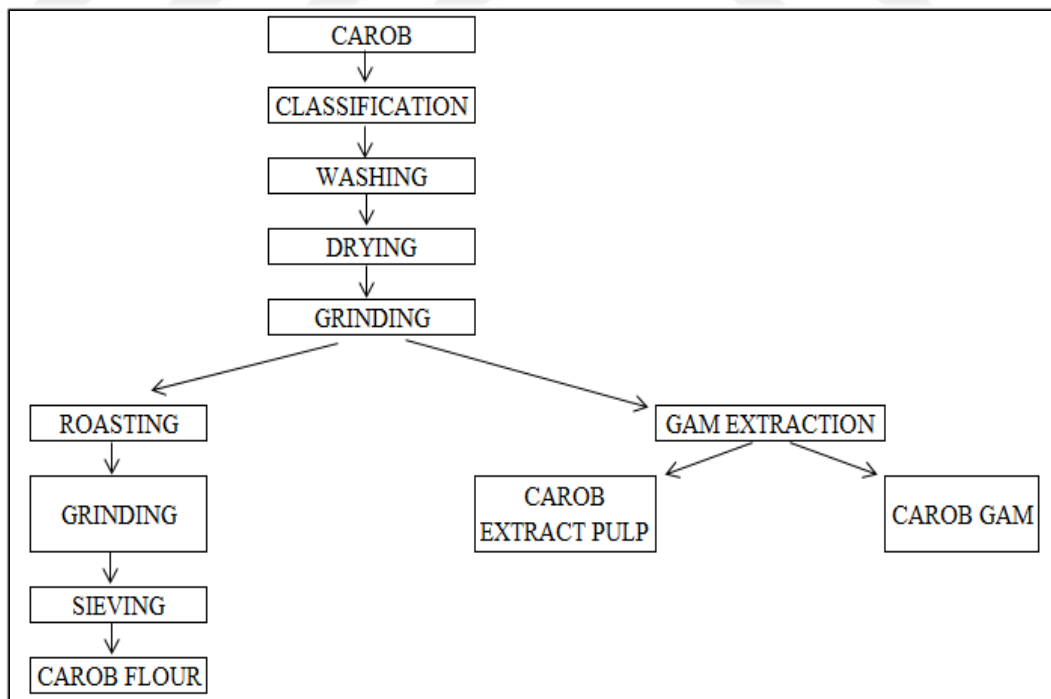 CAROB
CLASSIFICATION
WASHING
DRYING
GRINDING
ROASTING
GAM EXTRACTION
GRINDING
CAROB
EXTRACT PULP
CAROB GAM
SIEVING
CAROB FLOUR